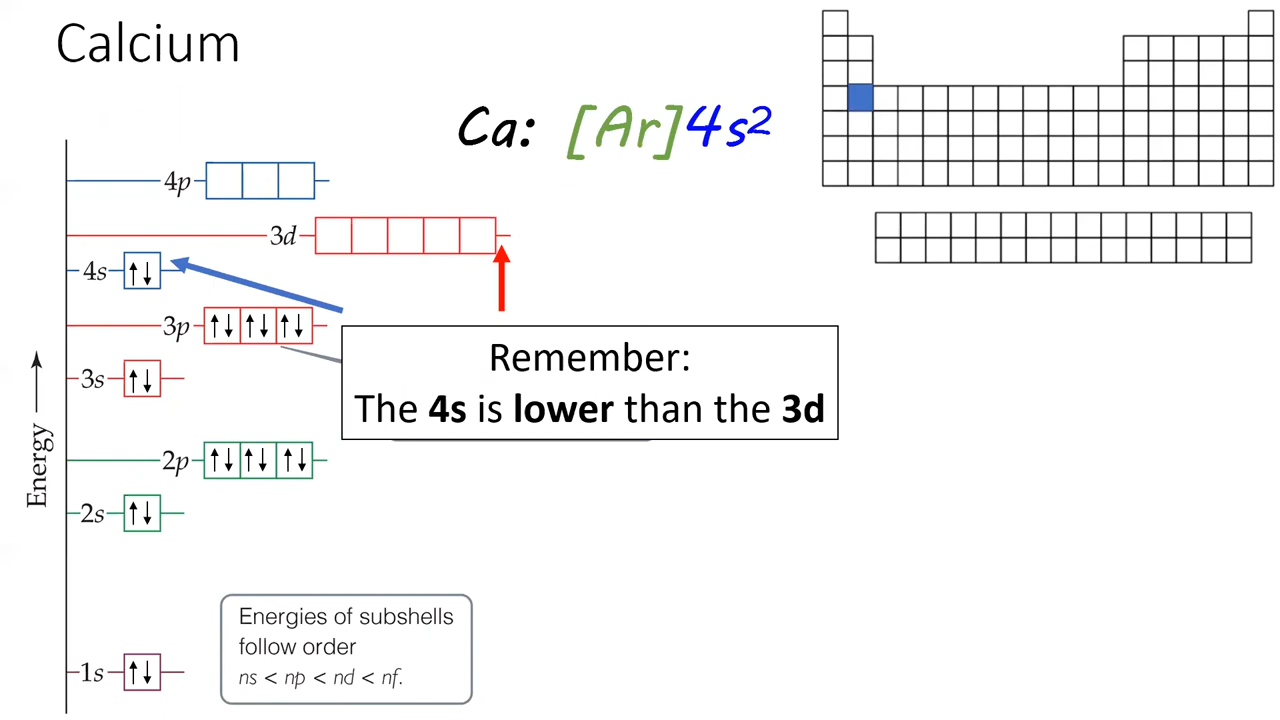 Calcium
Ca: [Ar]4s²
4p
3d
4s ↑↓
3p ↑↓ ↑↓ ↑↓
3s ↑↓
Remember:
The 4s is lower than the 3d
2p ↑↓ ↑↓ ↑↓
2s ↑↓
1s ↑↓
Energy →
Energies of subshells
follow order
ns < np < nd < nf.